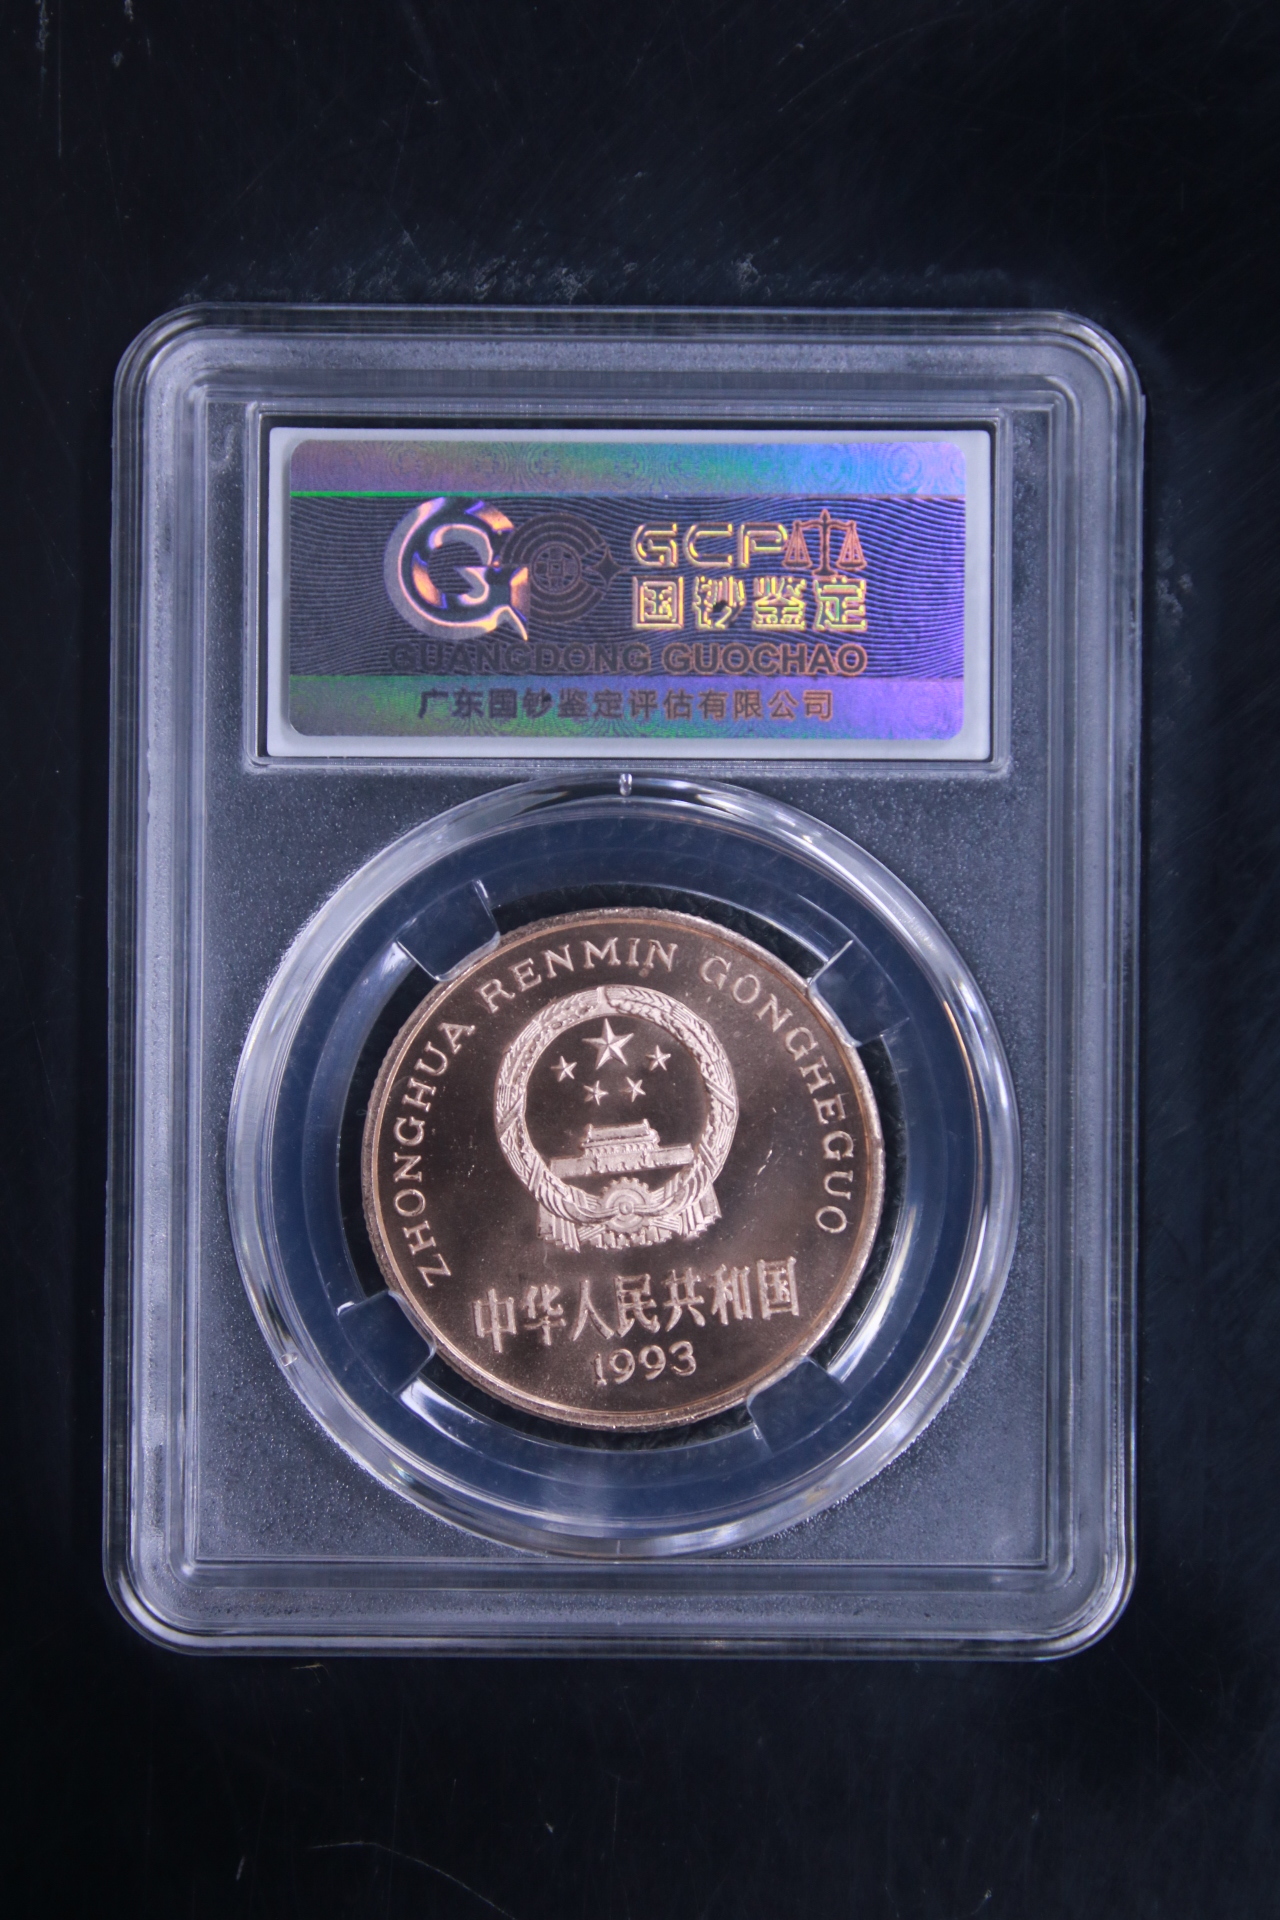 GCP
国钞鉴定
GUANGDONG GUOCHAO
广东国钞鉴定评估有限公司
ZHONGHUA RENMIN GONGHEGUO
中华人民共和国
1993